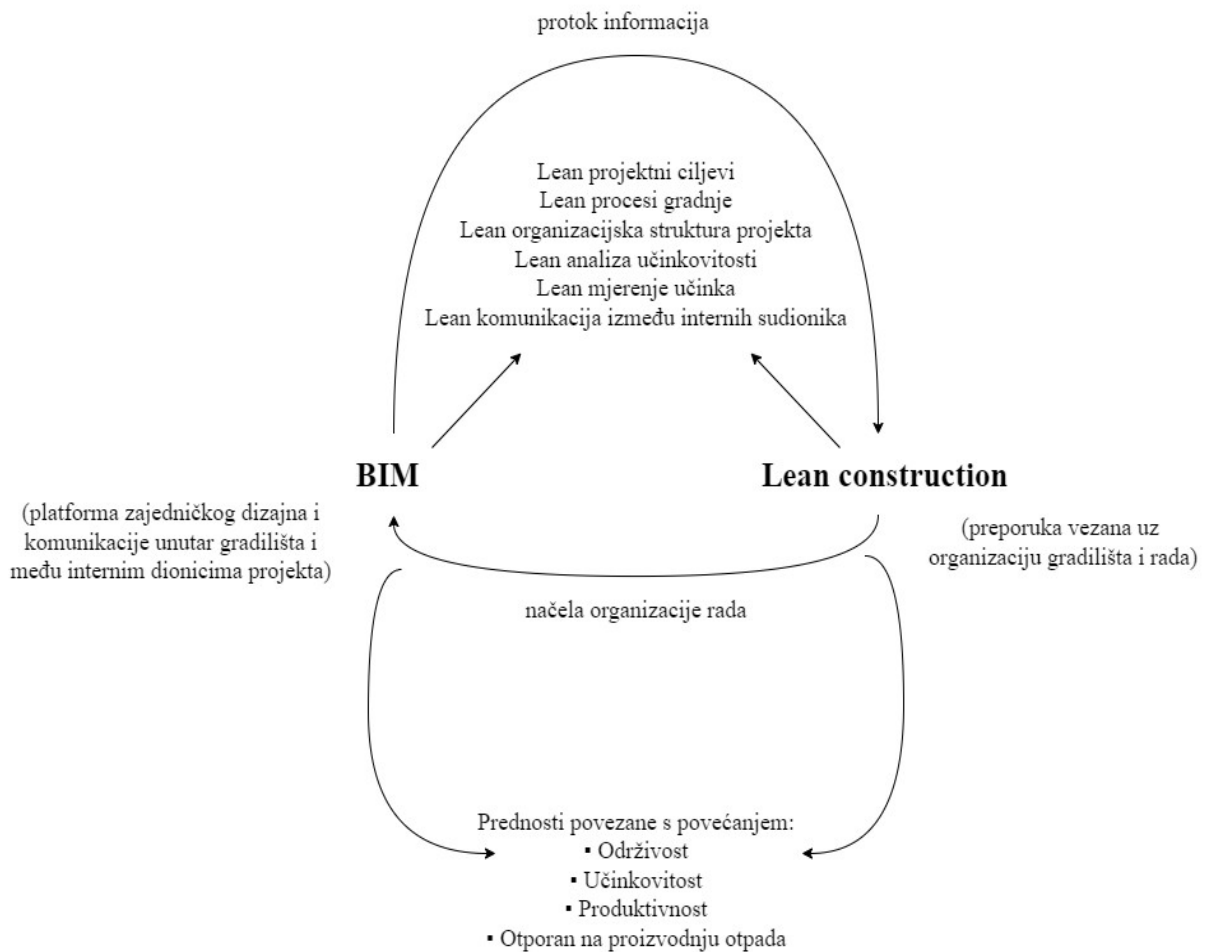 protok informacija
Lean projektni ciljevi
Lean procesi gradnje
Lean organizacijska struktura projekta
Lean analiza učinkovitosti
Lean mjerenje učinka
Lean komunikacija između internih sudionika
BIM
Lean construction
(platforma zajedničkog dizajna i
komunikacije unutar gradilišta i
među internim dionicima projekta)
(preporuka vezana uz
organizaciju gradilišta i rada)
načela organizacije rada
Prednosti povezane s povećanjem:
▪ Održivost
▪ Učinkovitost
▪ Produktivnost
▪ Otporan na proizvodnju otpada